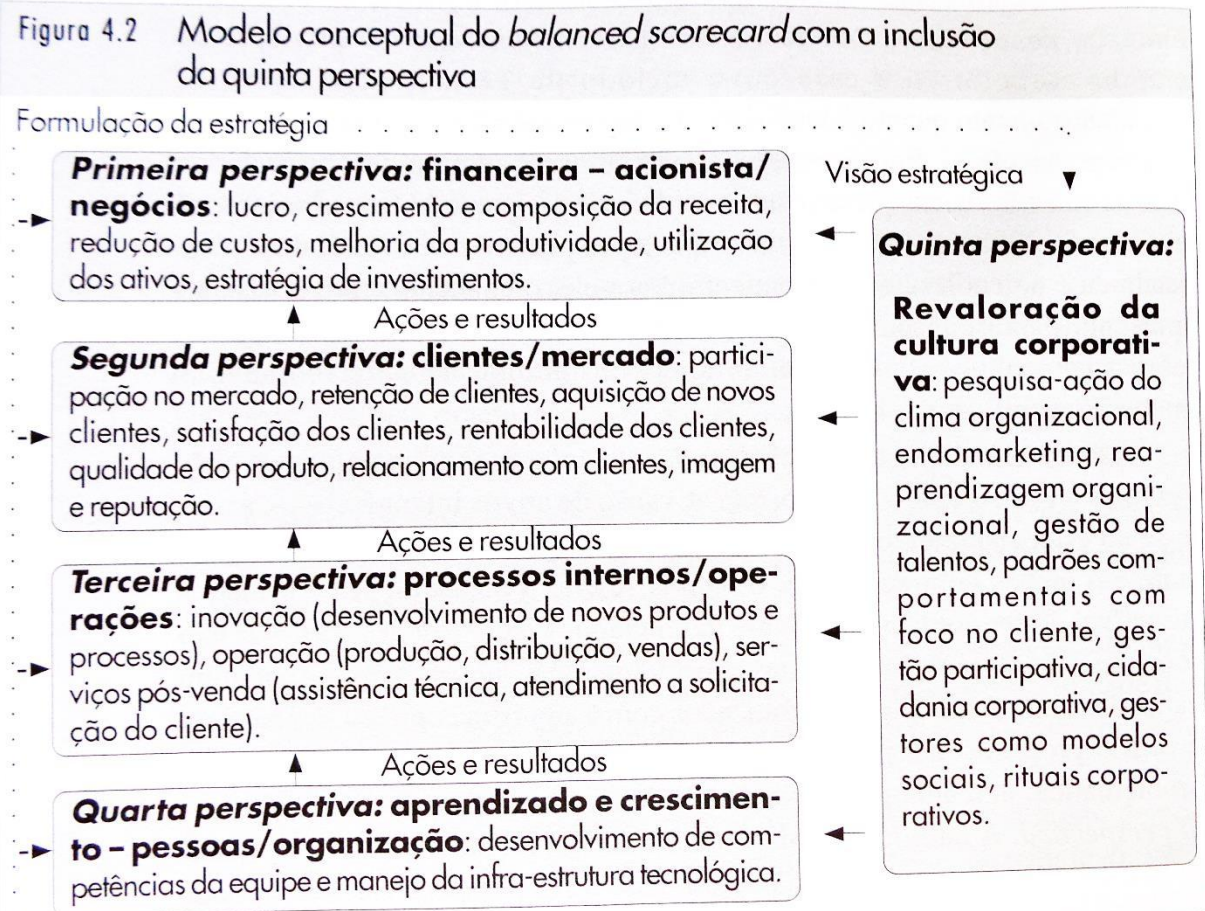 Figura 4.2 Modelo conceptual do balanced scorecard com a inclusão
da quinta perspectiva
Formulação da estratégia
Primeira perspectiva: financeira – acionista/
negócios: lucro, crescimento e composição da receita,
redução de custos, melhoria da produtividade, utilização
dos ativos, estratégia de investimentos.
Ações e resultados
Segunda perspectiva: clientes/mercado: partici-
pação no mercado, retenção de clientes, aquisição de novos
clientes, satisfação dos clientes, rentabilidade dos clientes,
qualidade do produto, relacionamento com clientes, imagem
e reputação.
Ações e resultados
Terceira perspectiva: processos internos/ope-
rações: inovação (desenvolvimento de novos produtos e
processos), operação (produção, distribuição, vendas), ser-
viços pós-venda (assistência técnica, atendimento a solicita-
ção do cliente).
Ações e resultados
Quarta perspectiva: aprendizado e crescimen-
to – pessoas/organização: desenvolvimento de com-
petências da equipe e manejo da infra-estrutura tecnológica.
Visão estratégica
Quinta perspectiva:
Revaloração da
cultura corporati-
va: pesquisa-ação do
clima organizacional,
endomarketing, rea-
prendizagem organi-
zacional, gestão de
talentos, padrões com-
portamentais com
foco no cliente, ges-
tão participativa, cida-
dania corporativa, ges-
tores como modelos
sociais, rituais corpo-
rativos.